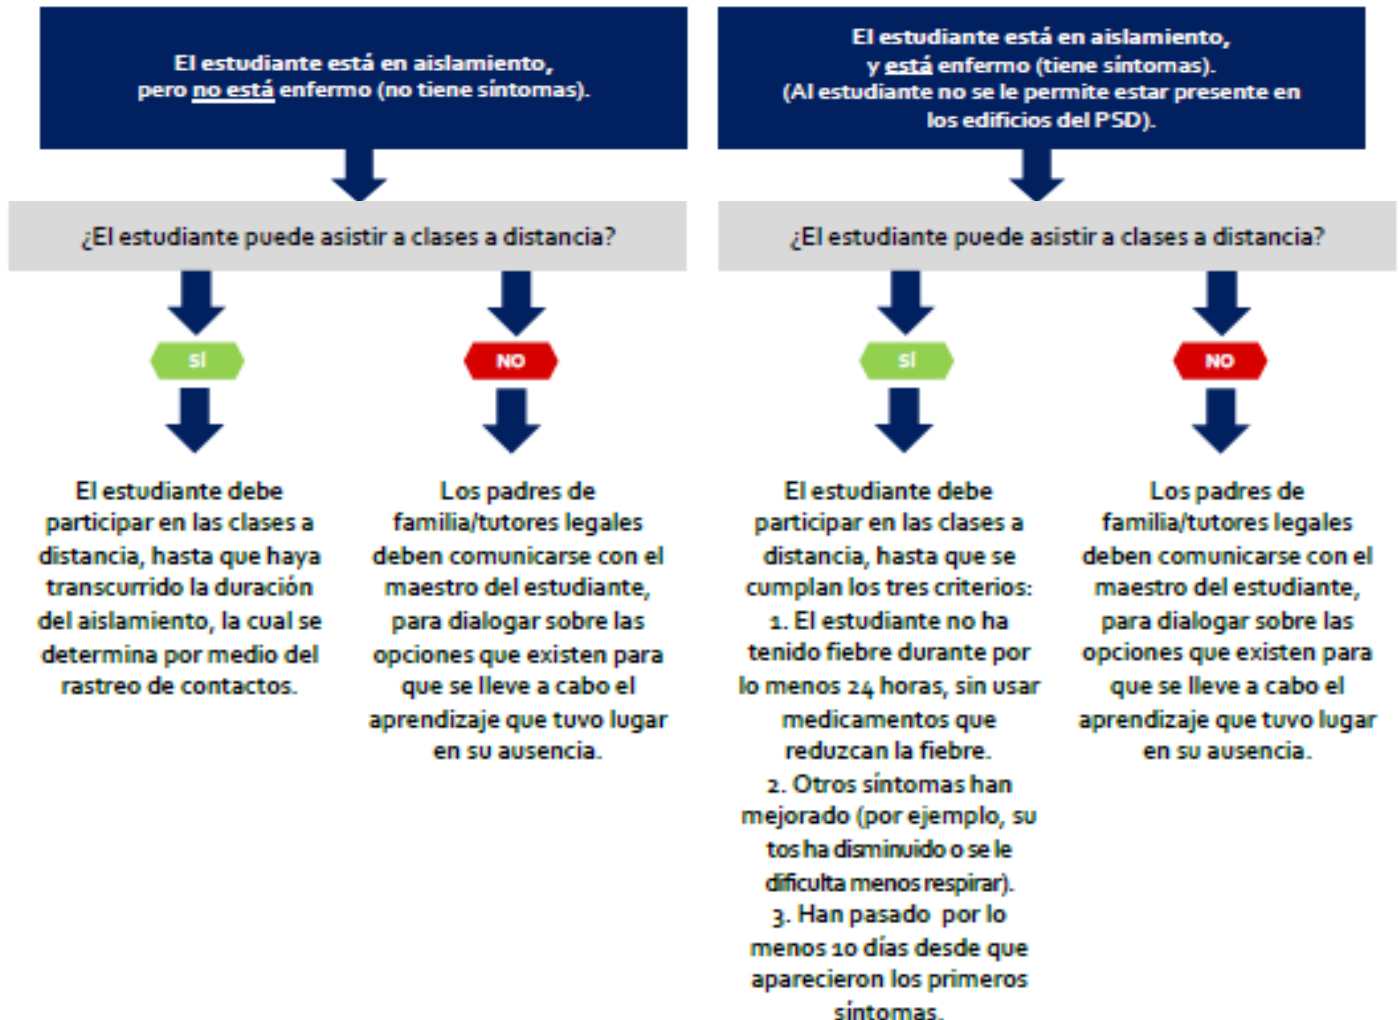 El estudiante está en aislamiento,
pero no está enfermo (no tiene síntomas).
¿El estudiante puede asistir a clases a distancia?
SÍ
El estudiante debe
participar en las clases a
distancia, hasta que haya
transcurrido la duración
del aislamiento, la cual se
determina por medio del
rastreo de contactos.
NO
Los padres de
familia/tutores legales
deben comunicarse con el
maestro del estudiante,
para dialogar sobre las
opciones que existen para
que se lleve a cabo el
aprendizaje que tuvo lugar
en su ausencia.
El estudiante está en aislamiento,
y está enfermo (tiene síntomas).
(Al estudiante no se le permite estar presente en
los edificios del PSD).
¿El estudiante puede asistir a clases a distancia?
SÍ
El estudiante debe
participar en las clases a
distancia, hasta que se
cumplan los tres criterios:
1. El estudiante no ha
tenido fiebre durante por
lo menos 24 horas, sin usar
medicamentos que
reduzcan la fiebre.
2. Otros síntomas han
mejorado (por ejemplo, su
tos ha disminuido o se le
dificulta menos respirar).
3. Han pasado por lo
menos 10 días desde que
aparecieron los primeros
síntomas.
NO
Los padres de
familia/tutores legales
deben comunicarse con el
maestro del estudiante,
para dialogar sobre las
opciones que existen para
que se lleve a cabo el
aprendizaje que tuvo lugar
en su ausencia.